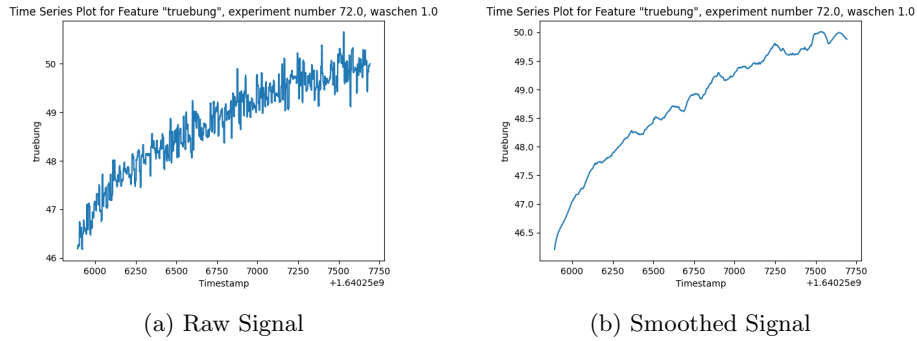 Time Series Plot for Feature "truebung", experiment number 72.0, waschen 1.0
50
49
48
47
46
truebung
6000 6250 6500 6750 7000 7250 7500 7750
Timestamp
+1.64025e9
(a) Raw Signal
Time Series Plot for Feature "truebung", experiment number 72.0, waschen 1.0
50.0
49.5
49.0
48.5
48.0
47.5
47.0
46.5
truebung
6000 6250 6500 6750 7000 7250 7500 7750
Timestamp
+1.64025e9
(b) Smoothed Signal